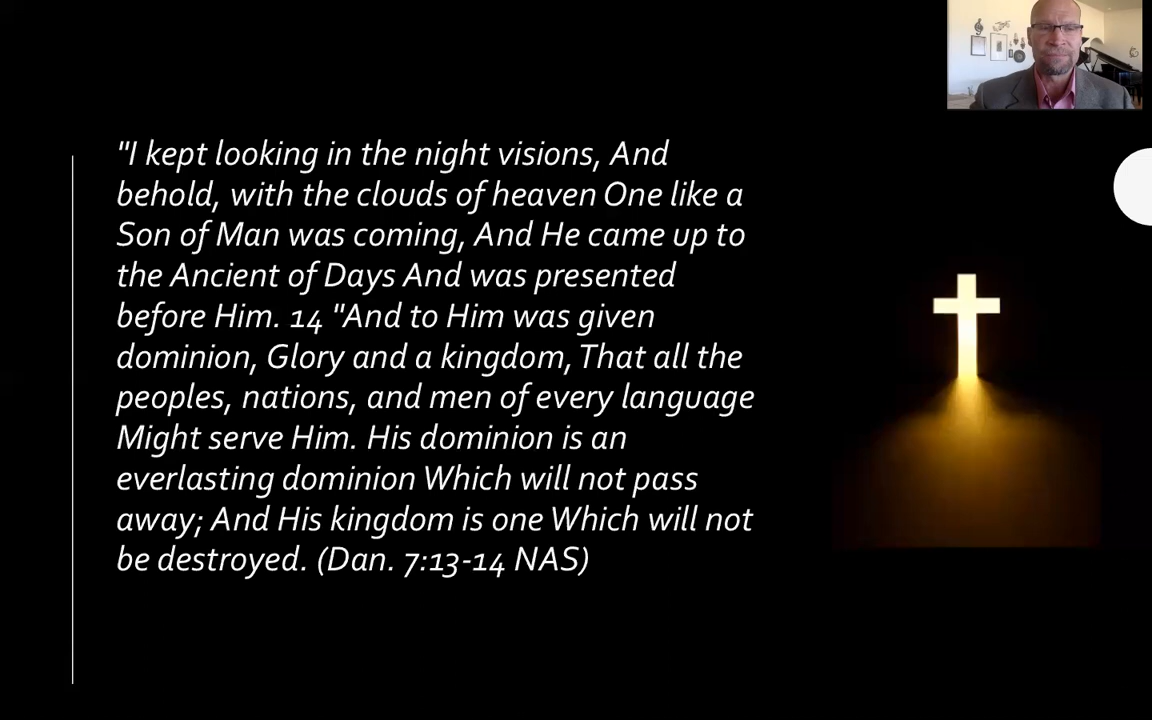 "I kept looking in the night visions, And
behold, with the clouds of heaven One like a
Son of Man was coming, And He came up to
the Ancient of Days And was presented
before Him. 14 "And to Him was given
dominion, Glory and a kingdom, That all the
peoples, nations, and men of every language
Might serve Him. His dominion is an
everlasting dominion Which will not pass
away; And His kingdom is one Which will not
be destroyed. (Dan. 7:13-14 NAS)